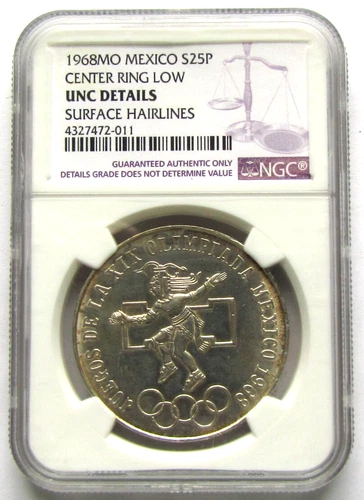 1968MO MEXICO S25P
CENTER RING LOW
UNC DETAILS
SURFACE HAIRLINES
4327472-011
GUARANTEED AUTHENTIC ONLY
DETAILS GRADE DOES NOT DETERMINE VALUE
NGC®
JUEGOS DE LA XIX OLIMPIADA MEXICO 1968